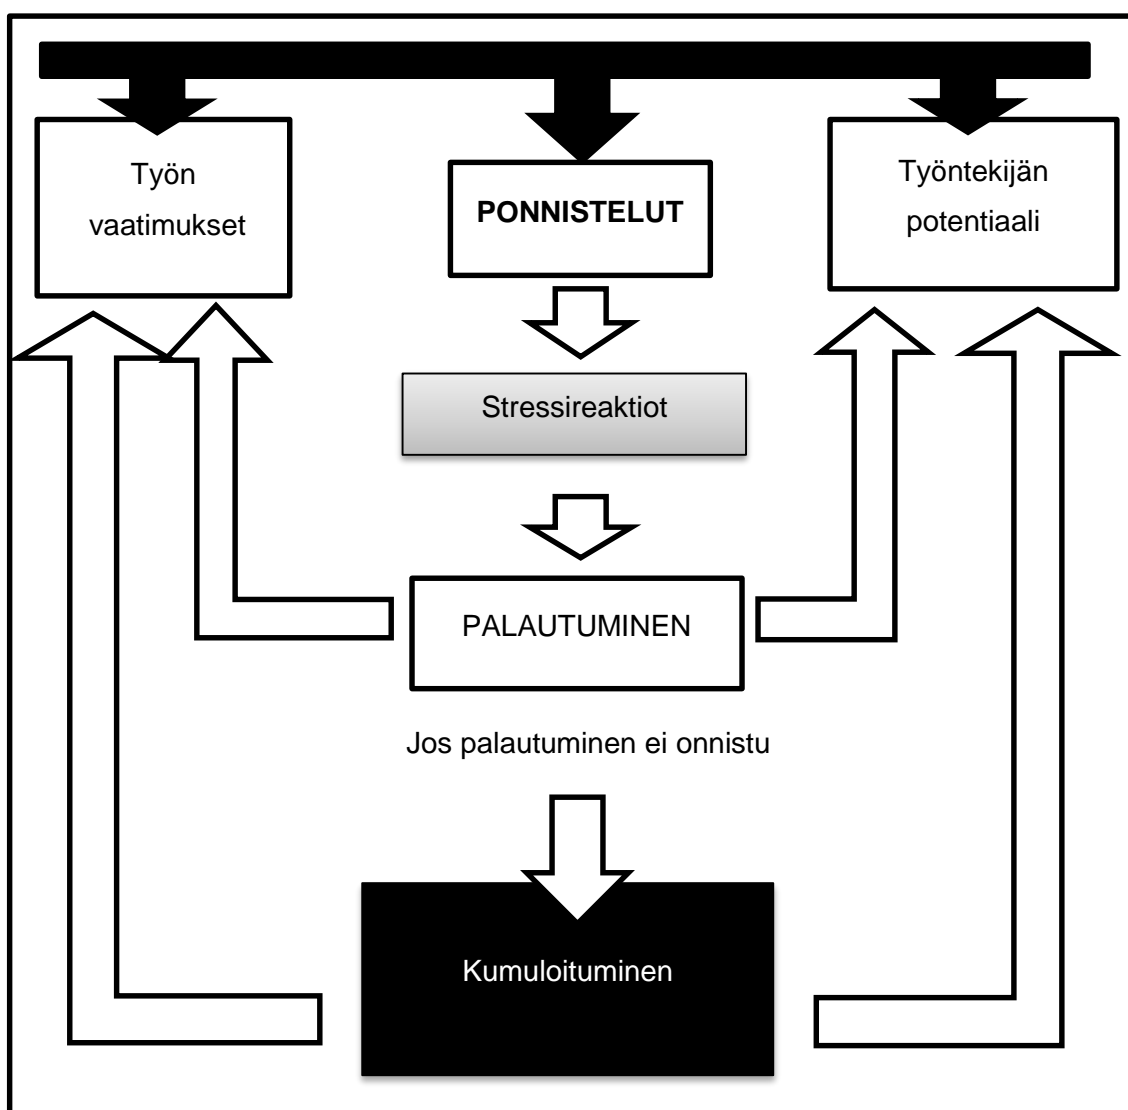 Työn
vaatimukset
PONNISTELUT
Työntekijän
potentiaali
Stressireaktiot
PALAUTUMINEN
Jos palautuminen ei onnistu
Kumuloituminen